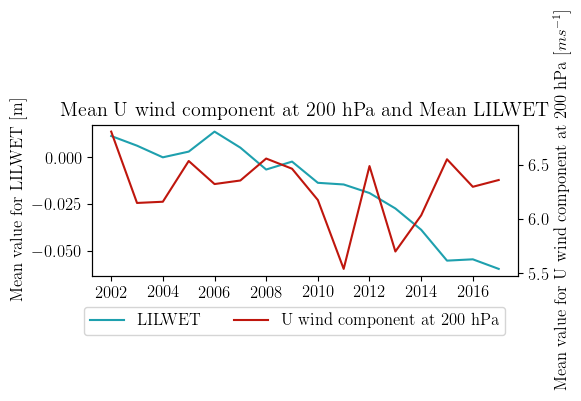 Mean U wind component at 200 hPa and Mean LILWET
Mean value for LILWET [m]
0.000
−0.025
−0.050
6.5
6.0
5.5
Mean value for U wind component at 200 hPa [ms⁻¹]
2002 2004 2006 2008 2010 2012 2014 2016
LILWET U wind component at 200 hPa